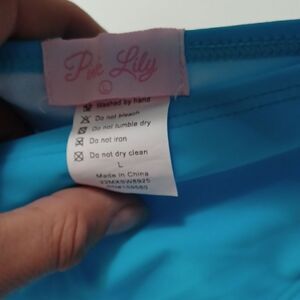 Pink Lily
L
Washed by hand
Do not bleach
Do not tumble dry
Do not iron
Do not dry clean
L
Made in China